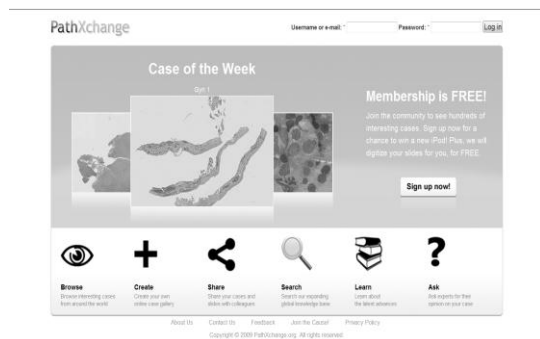 PathXchange
Username or e-mail: * Password: * Log in
Case of the Week
Gyn 1
Membership is FREE!
Join the community to see hundreds of
interesting cases. Sign up now for a
chance to win a new iPod! Plus, we will
digitize your slides for you, for FREE.
Sign up now!
Browse
Browse interesting cases
from around the world
Create
Create your own
slide case gallery
Share
Share your cases and
slides with colleagues
Search
Search our expanding
global knowledge base
Learn
Learn about
the latest advances
Ask
Ask experts for their
opinion on your case
About Us Contact Us Feedback Join the Cause! Privacy Policy
Copyright © 2009 PathXchange.org. All rights reserved.